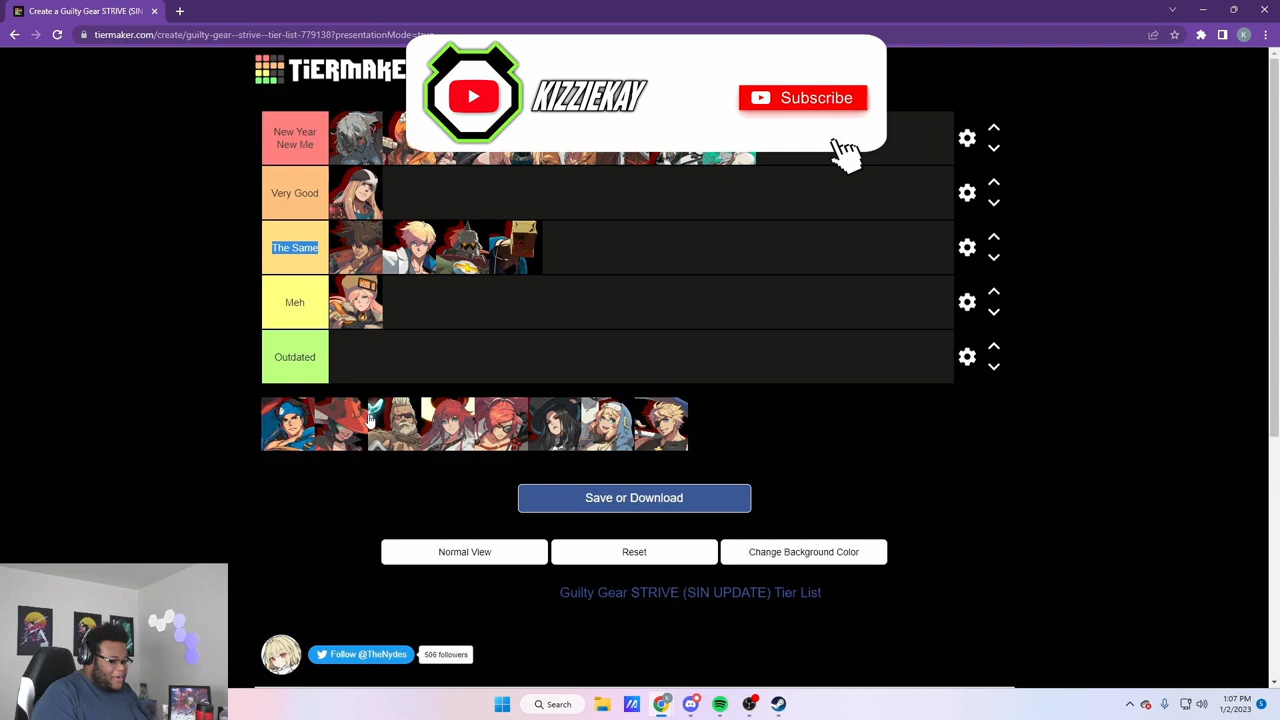 Create a Guilty Gear STRIVE (SIN
tiermaker.com/create/guilty-gear--strive--tier-list-779138?presentationMode=true
K
TiERMAKE
KIZZIEKAY
Subscribe
New Year
New Me
Very Good
The Same
Meh
Outdated
Save or Download
Normal View
Reset
Change Background Color
Guilty Gear STRIVE (SIN UPDATE) Tier List
Follow @TheNydes
506 followers
Search
1:07 PM
1/2/2023